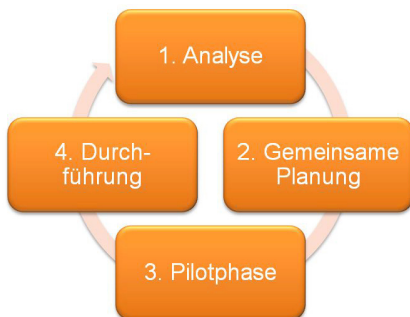 1. Analyse
2. Gemeinsame
Planung
3. Pilotphase
4. Durch-
führung